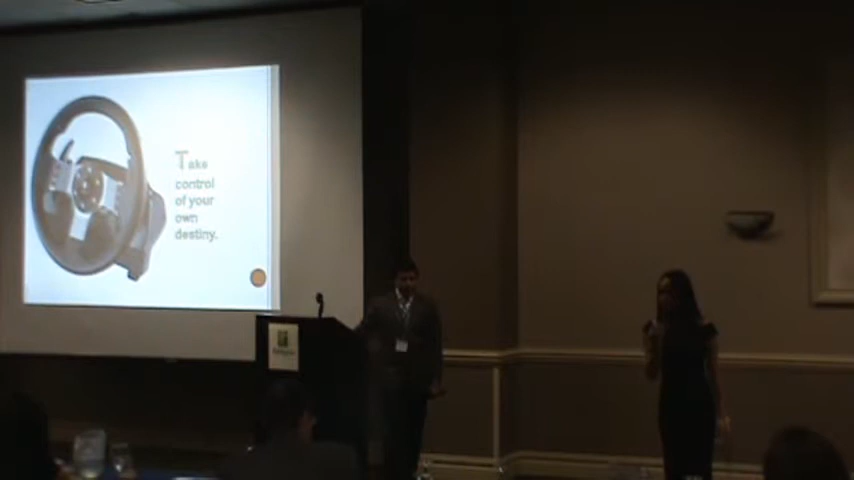 Take
control
of your
own
destiny.